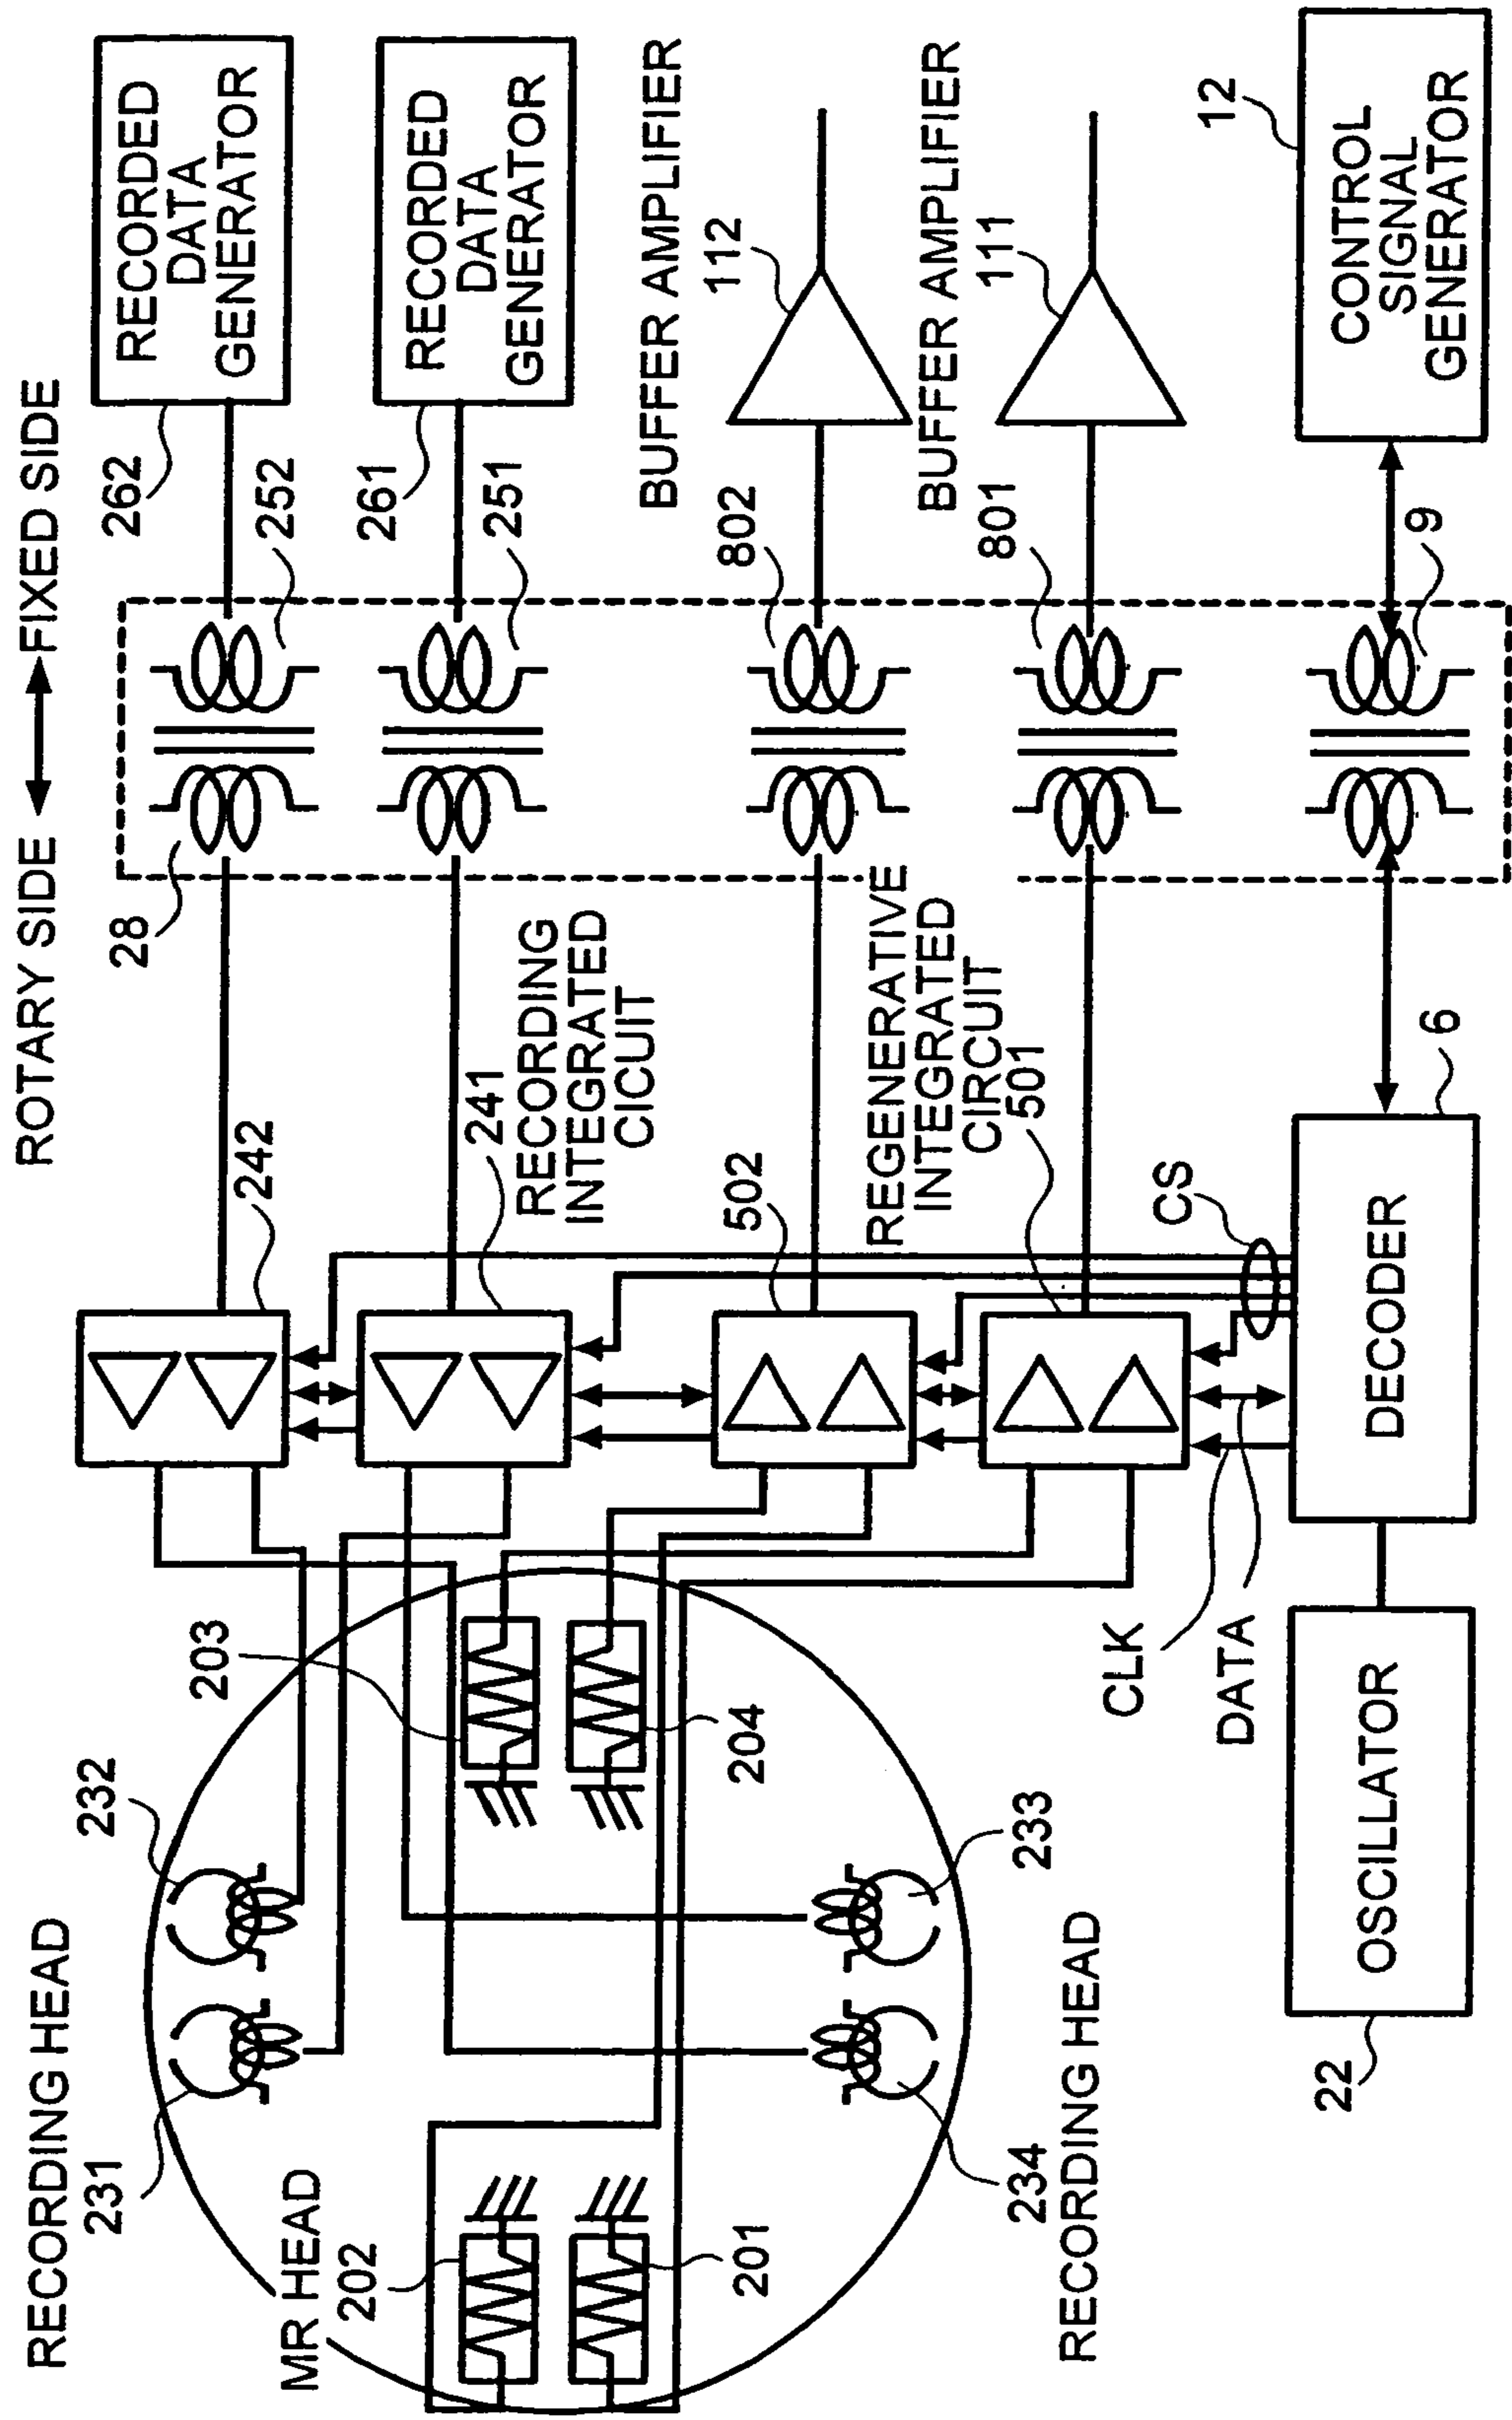 ROTARY SIDE
FIXED SIDE
RECORDING HEAD
231
232
242
28
252
262
RECORDED
DATA
GENERATOR
MR HEAD
202
203
241
RECORDING
INTEGRATED
CICUIT
251
261
RECORDED
DATA
GENERATOR
201
204
502
802
BUFFER AMPLIFIER
112
REGENERATIVE
INTEGRATED
CIRCUIT
501
801
BUFFER AMPLIFIER
111
RECORDING HEAD
234
233
CLK
DATA
CS
22
OSCILLATOR
DECODER
6
9
12
CONTROL
SIGNAL
GENERATOR